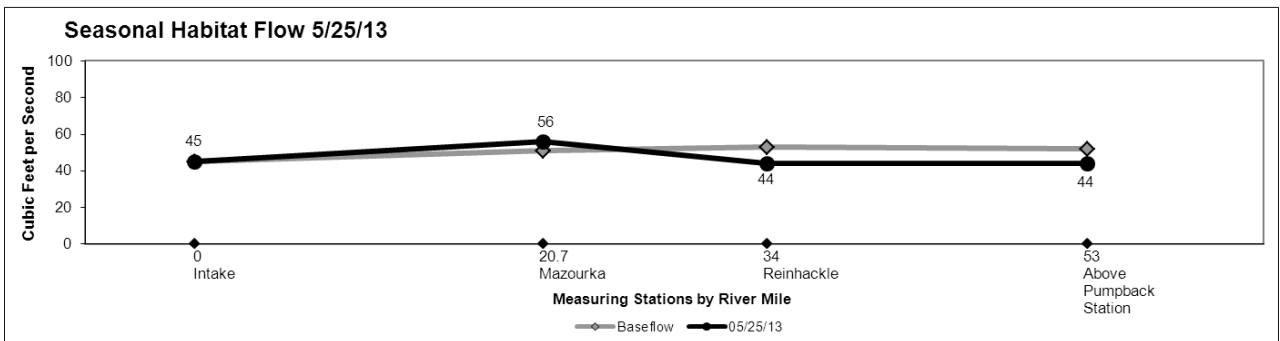 Seasonal Habitat Flow 5/25/13
Cubic Feet per Second
100
80
60
40
20
0
45
56
44
44
0
Intake
20.7
Mazourka
34
Reinhackle
53
Above
Pumpback
Station
Measuring Stations by River Mile
Baseflow
05/25/13